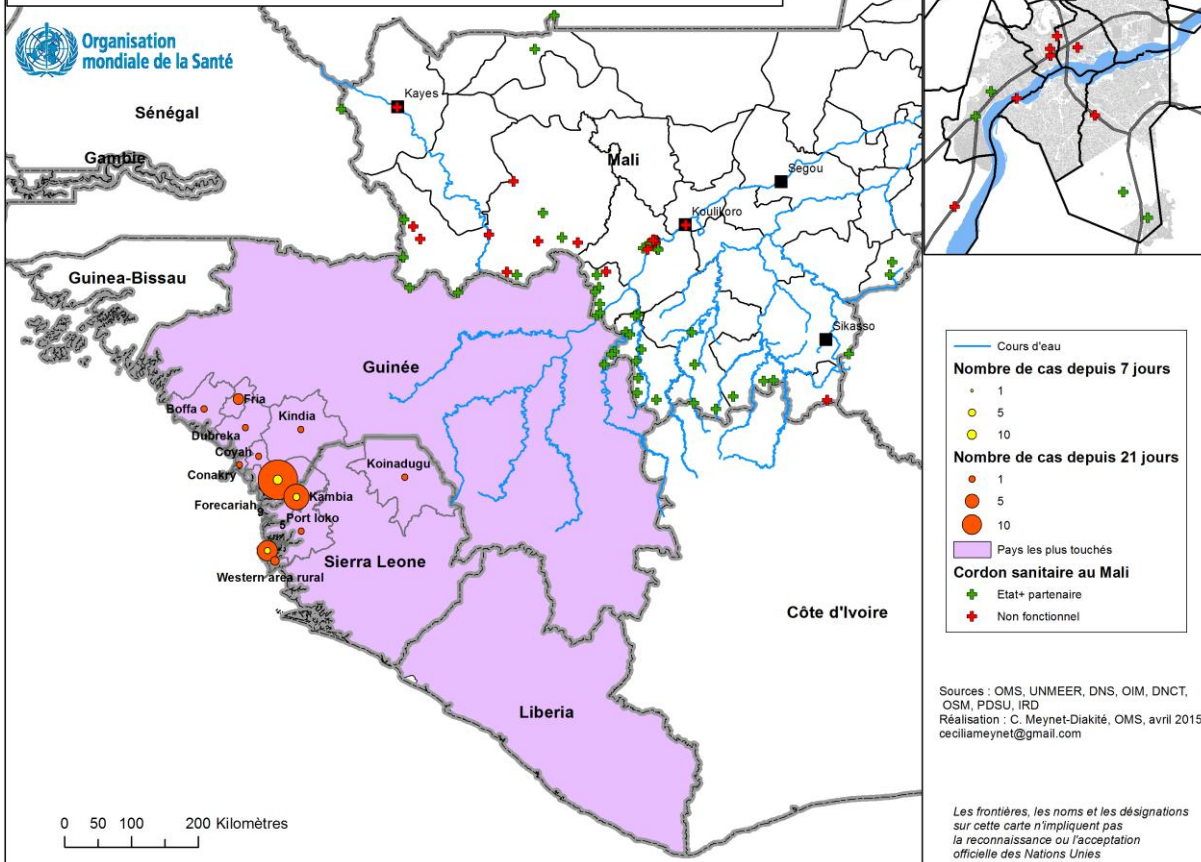 Organisation
mondiale de la Santé
Sénégal
Gambie
Guinea-Bissau
Kayes
Mali
Segou
Koulikoro
Sikasso
Guinée
Boffa
Fria
Dubreka
Kindia
Coyah
Conakry
Koinadugu
Forecariah
9
Kambia
5
Port loko
Western area rural
Sierra Leone
Côte d'Ivoire
Liberia
0 50 100 200 Kilomètres
Cours d'eau
Nombre de cas depuis 7 jours
1
5
10
Nombre de cas depuis 21 jours
1
5
10
Pays les plus touchés
Cordon sanitaire au Mali
Etat+ partenaire
Non fonctionnel
Sources : OMS, UNMEER, DNS, OIM, DNCT,
OSM, PDSU, IRD
Réalisation : C. Meynet-Diakité, OMS, avril 2015
ceciliameynet@gmail.com
Les frontières, les noms et les désignations
sur cette carte n'impliquent pas
la reconnaissance ou l'acceptation
officielle des Nations Unies